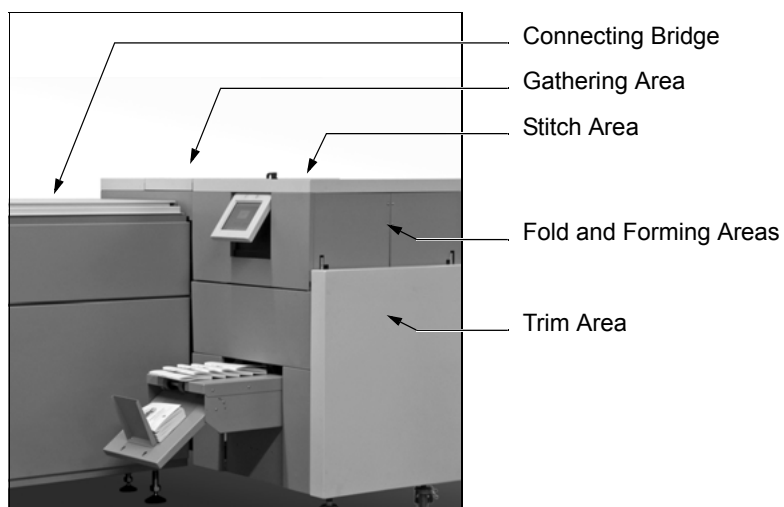 Connecting Bridge
Gathering Area
Stitch Area
Fold and Forming Areas
Trim Area